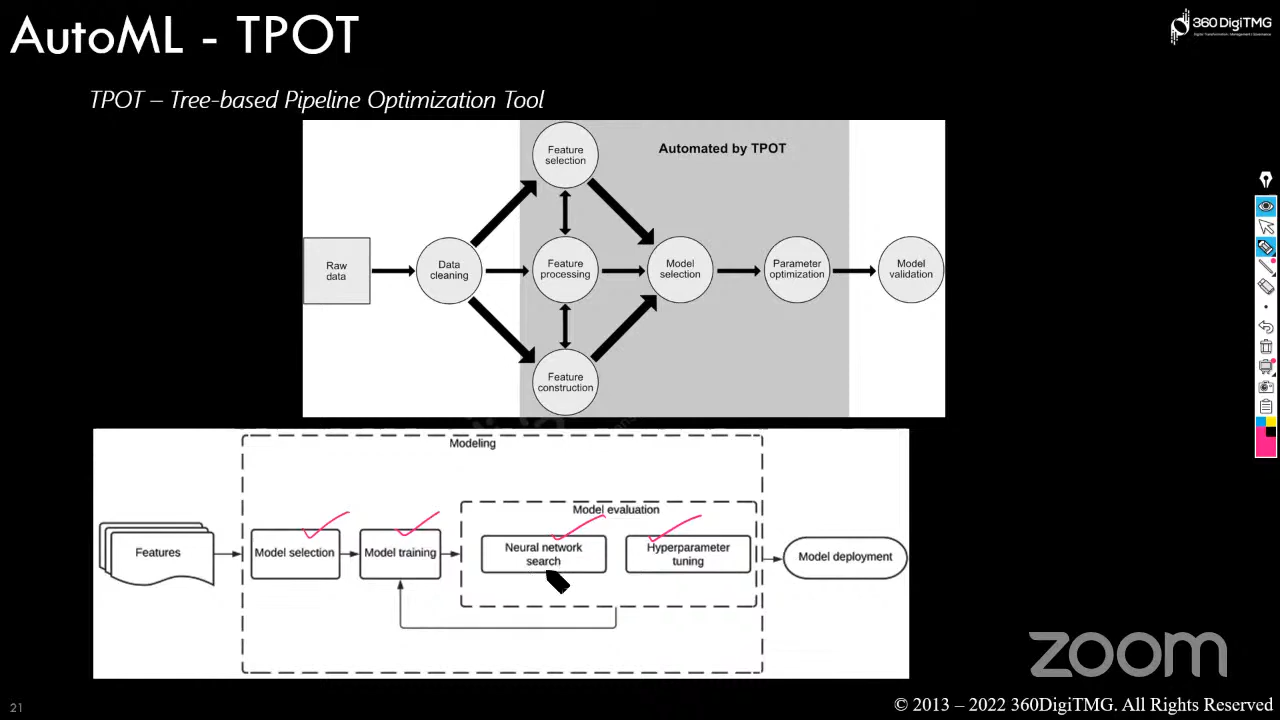 AutoML - TPOT
360DigiTMG
TPOT – Tree-based Pipeline Optimization Tool
Automated by TPOT
Feature
selection
Raw
data
Data
cleaning
Feature
processing
Model
selection
Parameter
optimization
Model
validation
Feature
construction
Modeling
Model evaluation
Features
Model selection
Model training
Neural network
search
Hyperparameter
tuning
Model deployment
zoom
21
© 2013 – 2022 360DigiTMG. All Rights Reserved